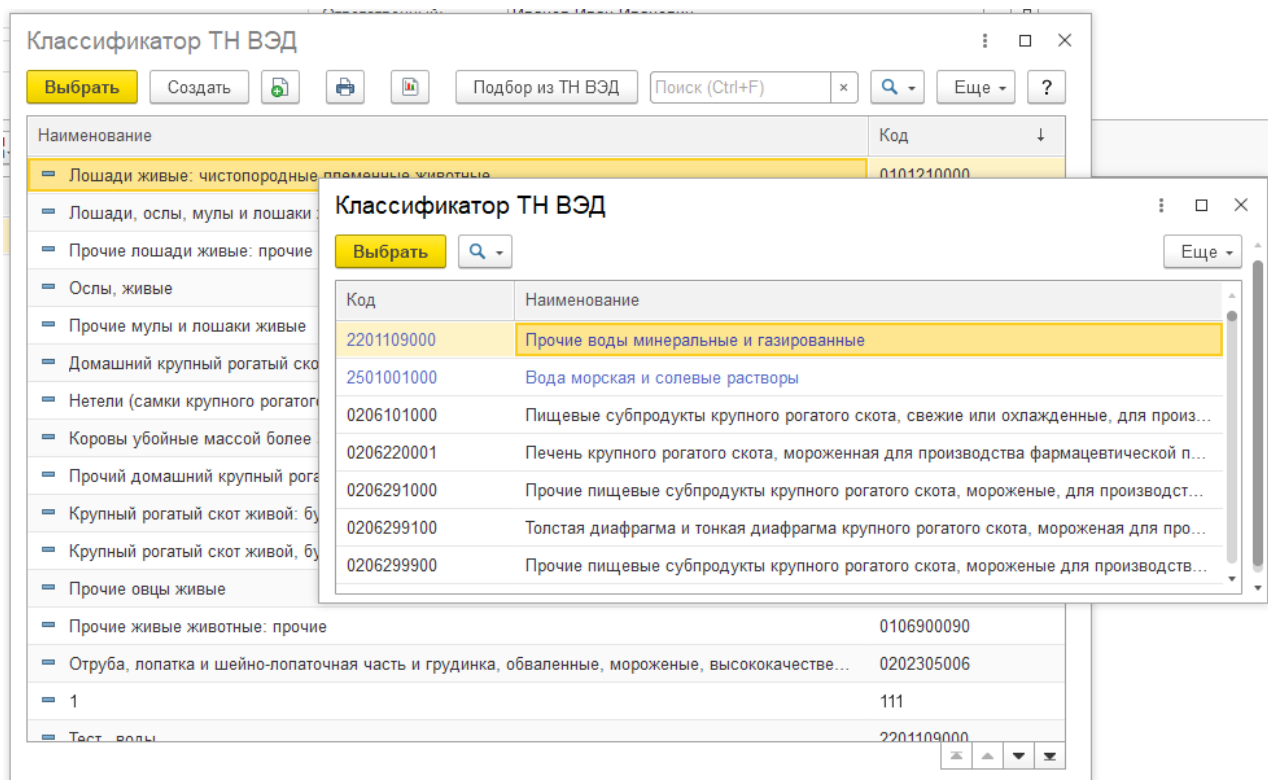 Классификатор ТН ВЭД
Выбрать Создать Подбор из ТН ВЭД Поиск (Ctrl+F) × Еще ?
Наименование Код ↓
Лошади живые: чистопородные племенные животные 0101210000
Лошади, ослы, мулы и лошаки
Прочие лошади живые: прочие
Ослы, живые
Прочие мулы и лошаки живые
Домашний крупный рогатый ско
Нетели (самки крупного рогатого
Коровы убойные массой более
Прочий домашний крупный рога
Крупный рогатый скот живой: бу
Крупный рогатый скот живой, бу
Прочие овцы живые
Прочие живые животные: прочие 0106900090
Отруба, лопатка и шейно-лопаточная часть и грудинка, обваленные, мороженые, высококачестве... 0202305006
1 111
Тест воды 2201109000
Классификатор ТН ВЭД
Выбрать Еще
Код Наименование
2201109000 Прочие воды минеральные и газированные
2501001000 Вода морская и солевые растворы
0206101000 Пищевые субпродукты крупного рогатого скота, свежие или охлажденные, для произ...
0206220001 Печень крупного рогатого скота, мороженная для производства фармацевтической п...
0206291000 Прочие пищевые субпродукты крупного рогатого скота, мороженые, для производст...
0206299100 Толстая диафрагма и тонкая диафрагма крупного рогатого скота, мороженая для про...
0206299900 Прочие пищевые субпродукты крупного рогатого скота, мороженые для производств...